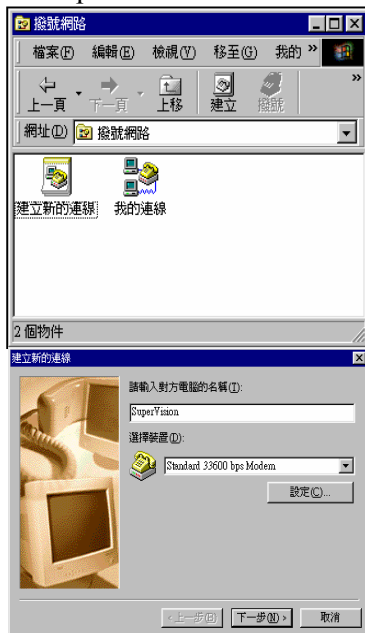 撥號網路
檔案(F) 編輯(E) 檢視(V) 移至(G) 我的 »
上一頁 下一頁 上移 建立 撥號 »
網址(D) 撥號網路
建立新的連線 我的連線
2 個物件
建立新的連線
請輸入對方電腦的名稱(T):
SuperVision
選擇裝置(D):
Standard 33600 bps Modem
設定(C)...
<上一步(B) 下一步(N)> 取消